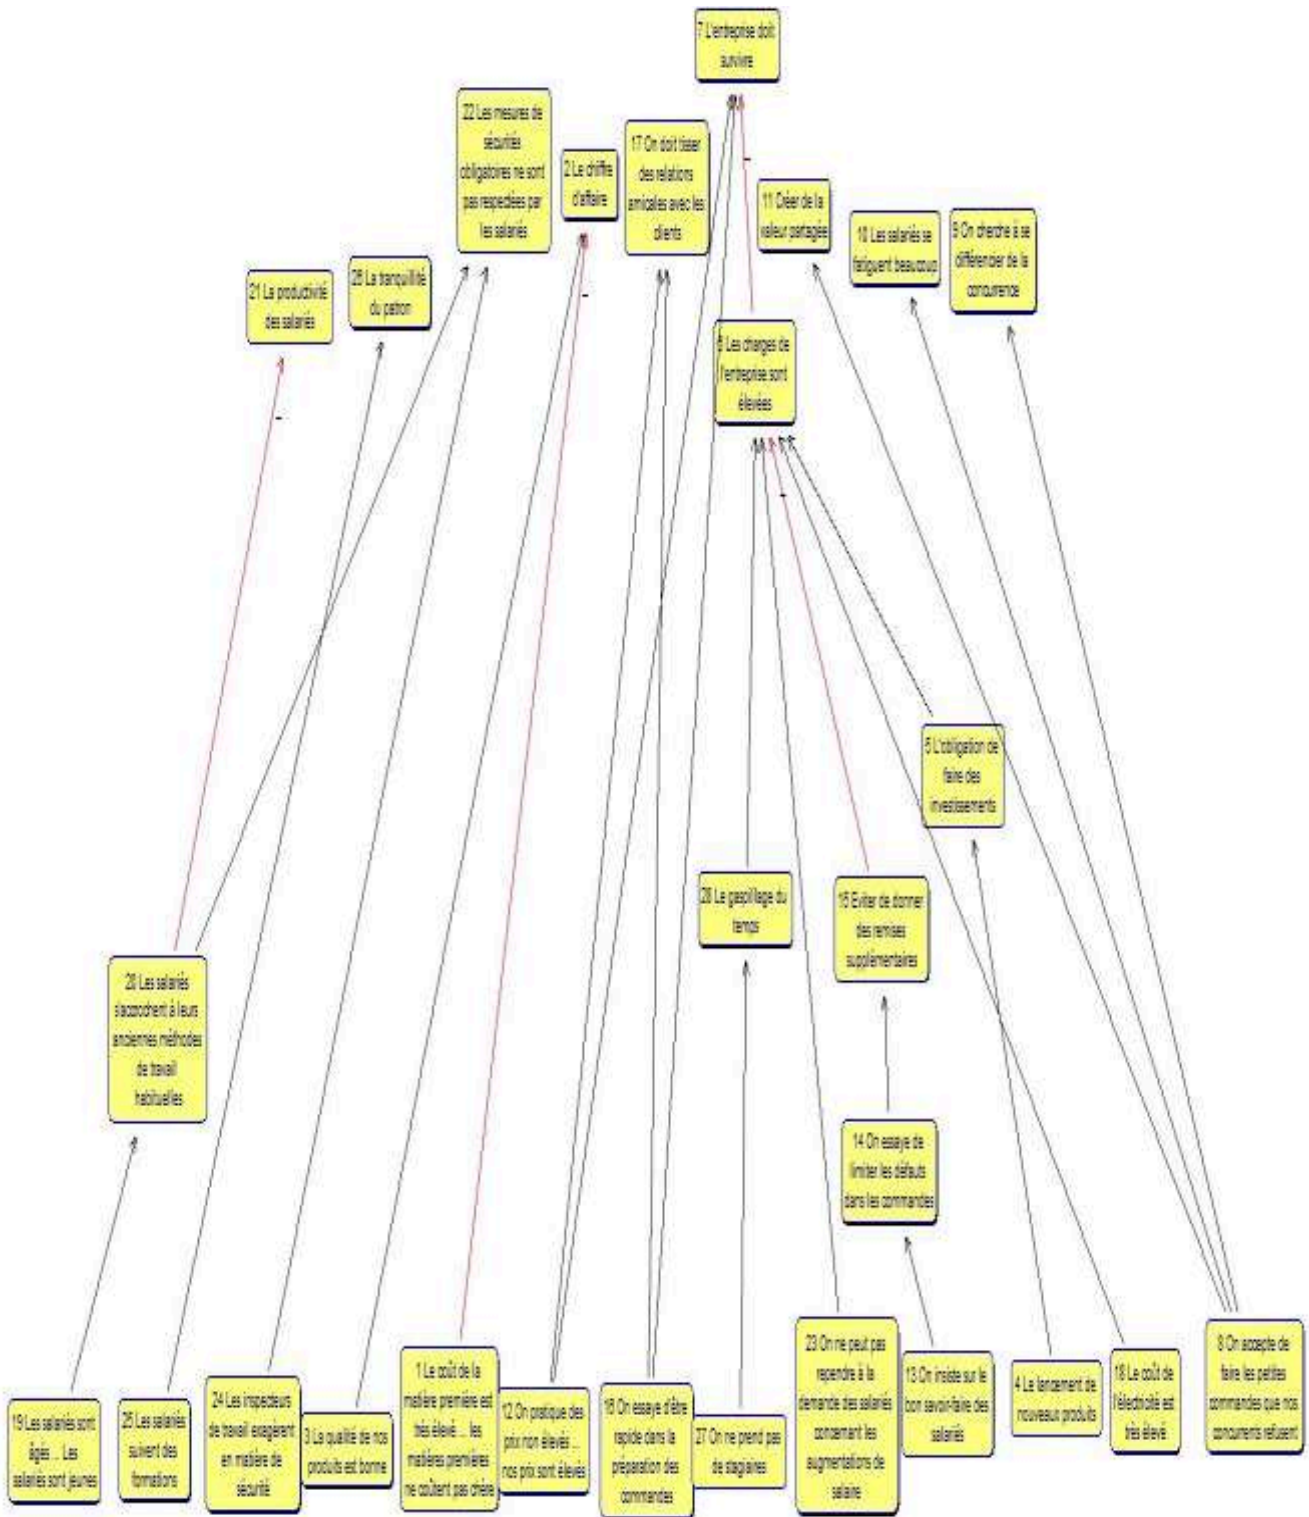 7 L'entreprise doit
survivre
22 Les mesures de
sécurités
obligatoires ne sont
pas respectées par
les salariés
2 Le chiffre
d'affaire
17 On doit tisser
des relations
amicales avec les
clients
11 Créer de la
valeur partagée
10 Les salariés se
fatiguent beaucoup
9 On cherche à se
différencier de la
concurrence
21 La productivité
des salariés
26 La tranquillité
du patron
Les charges de
l'entreprise sont
élevées
5 L'obligation de
faire des
investissements
28 Le gaspillage du
temps
15 Eviter de donner
des remises
supplémentaires
20 Les salariés
s'accrochent à leurs
anciennes méthodes
de travail
habituelles
14 On essaye de
limiter les défauts
dans les commandes
19 Les salariés sont
âgés ... Les
salariés sont jeunes
25 Les salariés
suivent des
formations
24 Les inspecteurs
de travail exagèrent
en matière de
sécurité
3 La qualité de nos
produits est bonne
1 Le coût de la
matière première est
très élevé ... les
matières premières
ne coûtent pas chère
12 On pratique des
prix non élevés ...
nos prix sont élevés
16 On essaye d'être
rapide dans la
préparation des
commandes
27 On ne prend pas
de stagiaires
23 On ne peut pas
rependre à la
demande des salariés
concernant les
augmentations de
salaire
13 On insiste sur le
bon savoir-faire des
salariés
4 Le lancement de
nouveaux produits
18 Le coût de
l'électricité est
très élevé
8 On accepte de
faire les petites
commandes que nos
concurrents refusent